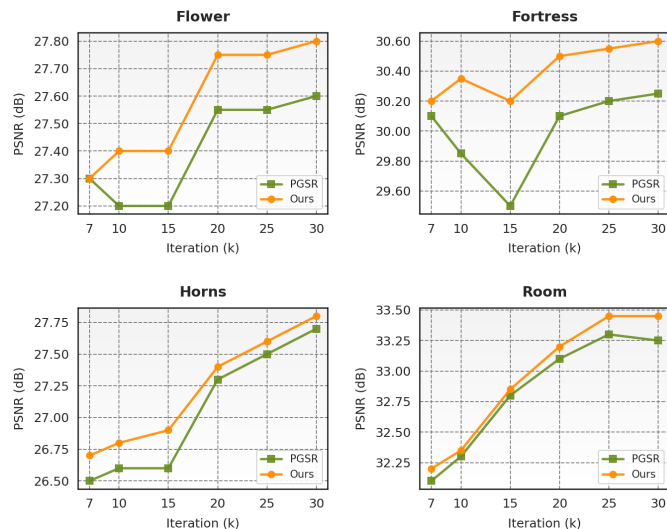 Flower
27.80
27.60
27.50
27.40
27.30
27.20
PSNR (dB)
PGSR
Ours
7 10 15 20 25 30
Iteration (k)
Fortress
30.60
30.40
30.20
30.00
29.80
29.60
PSNR (dB)
PGSR
Ours
7 10 15 20 25 30
Iteration (k)
Horns
27.75
27.50
27.25
27.00
26.75
26.50
PSNR (dB)
PGSR
Ours
7 10 15 20 25 30
Iteration (k)
Room
33.50
33.25
33.00
32.75
32.50
32.25
PSNR (dB)
PGSR
Ours
7 10 15 20 25 30
Iteration (k)